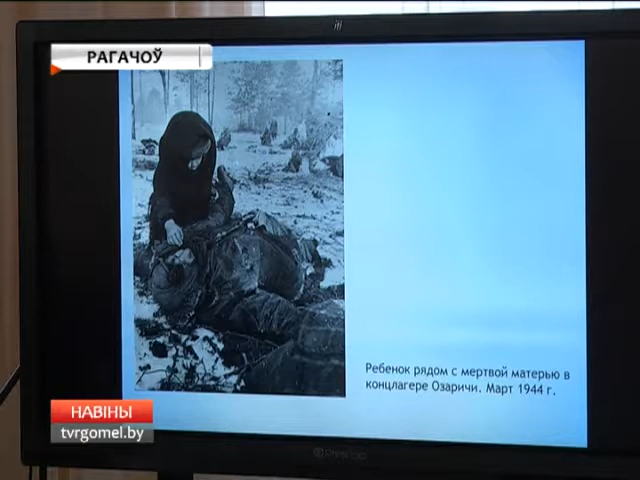 РАГАЧОЎ
Ребенок рядом с мертвой матерью в
концлагере Озаричи. Март 1944 г.
НАВІНЫ
tvrgomel.by